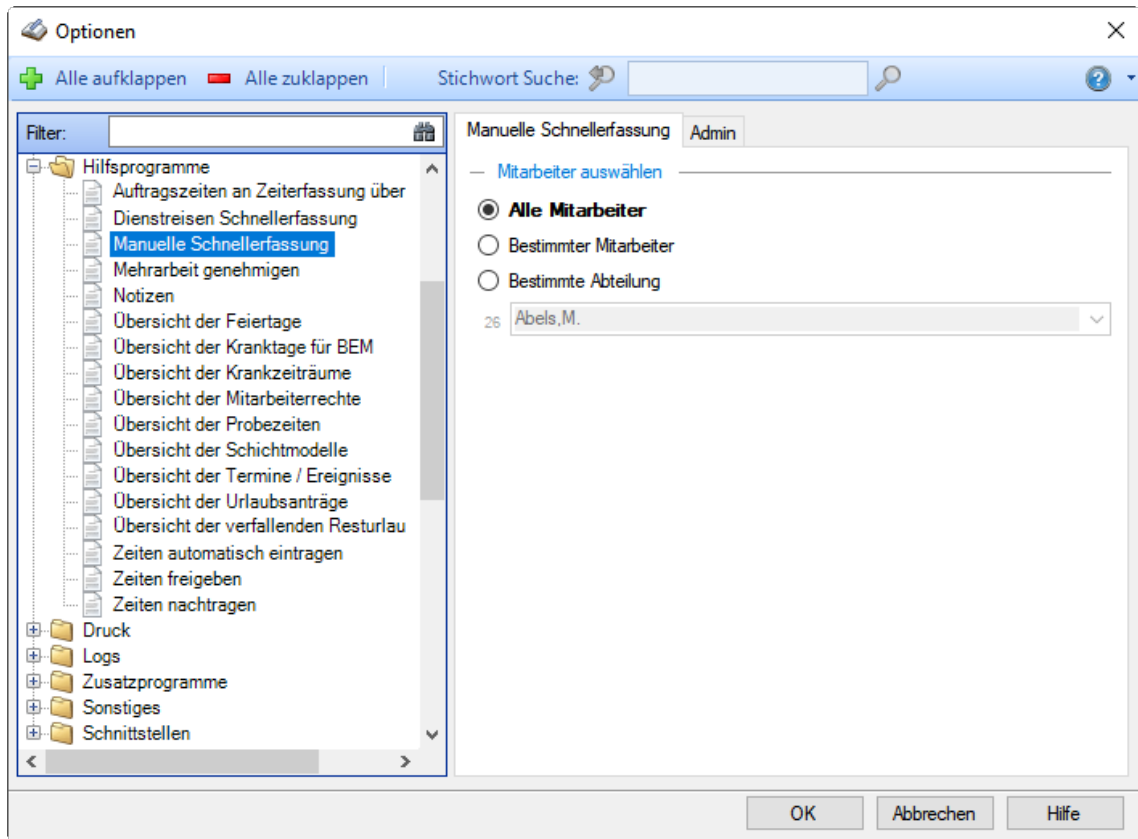 Optionen
Alle aufklappen Alle zuklappen Stichwort Suche:
Filter:
Hilfsprogramme
Auftragszeiten an Zeiterfassung über
Dienstreisen Schnellerfassung
Manuelle Schnellerfassung
Mehrarbeit genehmigen
Notizen
Übersicht der Feiertage
Übersicht der Kranktage für BEM
Übersicht der Krankzeiträume
Übersicht der Mitarbeiterrechte
Übersicht der Probezeiten
Übersicht der Schichtmodelle
Übersicht der Termine / Ereignisse
Übersicht der Urlaubsanträge
Übersicht der verfallenden Resturlau
Zeiten automatisch eintragen
Zeiten freigeben
Zeiten nachtragen
Druck
Logs
Zusatzprogramme
Sonstiges
Schnittstellen
Manuelle Schnellerfassung Admin
Mitarbeiter auswählen
Alle Mitarbeiter
Bestimmter Mitarbeiter
Bestimmte Abteilung
26 Abels,M.
OK Abbrechen Hilfe